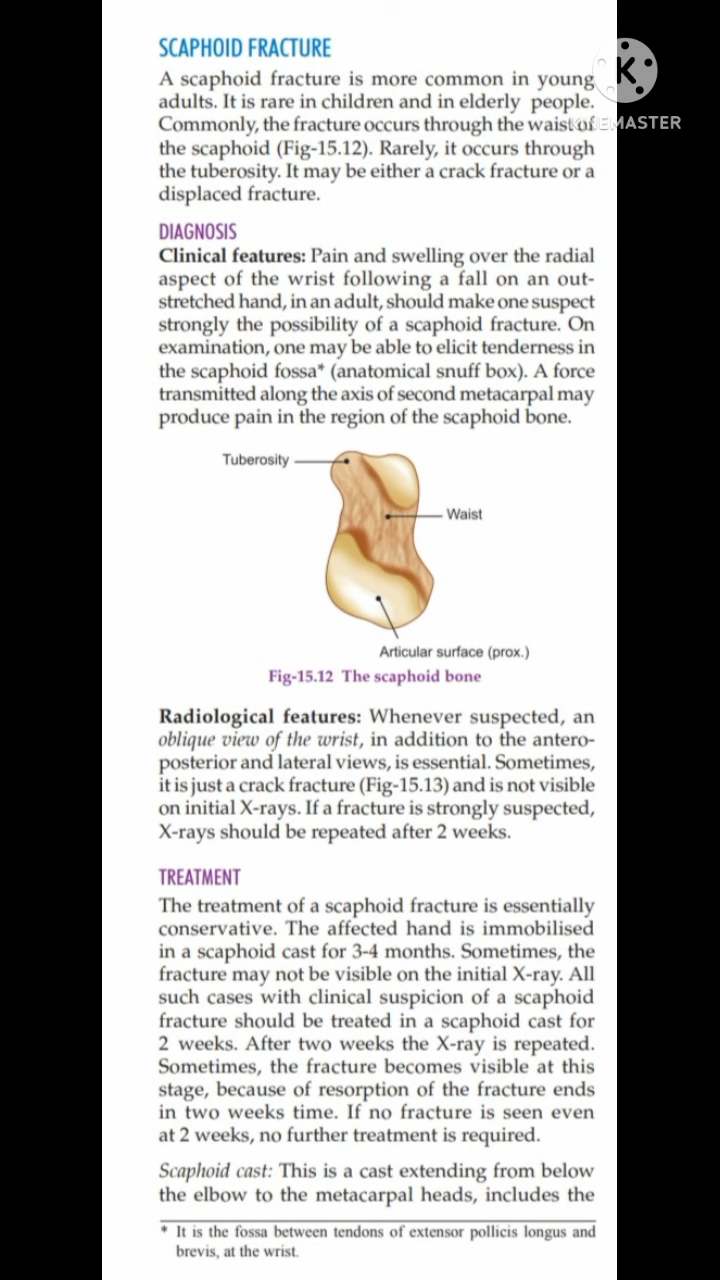 SCAPHOID FRACTURE
A scaphoid fracture is more common in young
adults. It is rare in children and in elderly people.
Commonly, the fracture occurs through the waist of
the scaphoid (Fig-15.12). Rarely, it occurs through
the tuberosity. It may be either a crack fracture or a
displaced fracture.
K
KINEMASTER
DIAGNOSIS
Clinical features: Pain and swelling over the radial
aspect of the wrist following a fall on an out-
stretched hand, in an adult, should make one suspect
strongly the possibility of a scaphoid fracture. On
examination, one may be able to elicit tenderness in
the scaphoid fossa* (anatomical snuff box). A force
transmitted along the axis of second metacarpal may
produce pain in the region of the scaphoid bone.
Tuberosity
Waist
Articular surface (prox.)
Fig-15.12 The scaphoid bone
Radiological features: Whenever suspected, an
oblique view of the wrist, in addition to the antero-
posterior and lateral views, is essential. Sometimes,
it is just a crack fracture (Fig-15.13) and is not visible
on initial X-rays. If a fracture is strongly suspected,
X-rays should be repeated after 2 weeks.
TREATMENT
The treatment of a scaphoid fracture is essentially
conservative. The affected hand is immobilised
in a scaphoid cast for 3-4 months. Sometimes, the
fracture may not be visible on the initial X-ray. All
such cases with clinical suspicion of a scaphoid
fracture should be treated in a scaphoid cast for
2 weeks. After two weeks the X-ray is repeated.
Sometimes, the fracture becomes visible at this
stage, because of resorption of the fracture ends
in two weeks time. If no fracture is seen even
at 2 weeks, no further treatment is required.
Scaphoid cast: This is a cast extending from below
the elbow to the metacarpal heads, includes the
* It is the fossa between tendons of extensor pollicis longus and
brevis, at the wrist.